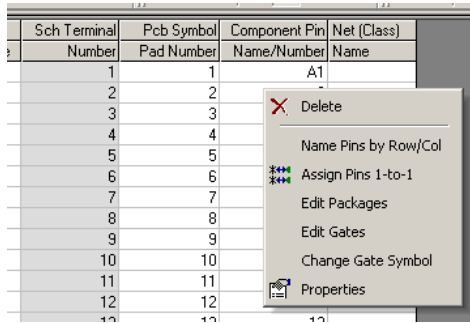 Sch Terminal Pcb Symbol Component Pin Net (Class)
Number Pad Number Name/Number Name
1 1 A1
2 2
3 3
4 4
5 5
6 6
7 7
8 8
9 9
10 10
11 11
12 12
Delete
Name Pins by Row/Col
Assign Pins 1-to-1
Edit Packages
Edit Gates
Change Gate Symbol
Properties